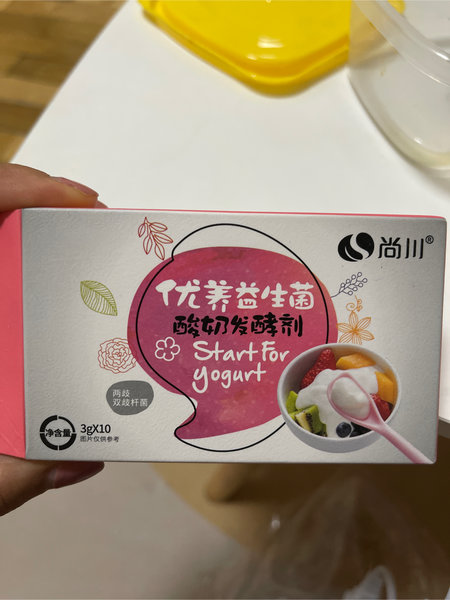 尚川®
优养益生菌
酸奶发酵剂
Start For
yogurt
两歧
双歧杆菌
净含量 3gX10
图片仅供参考